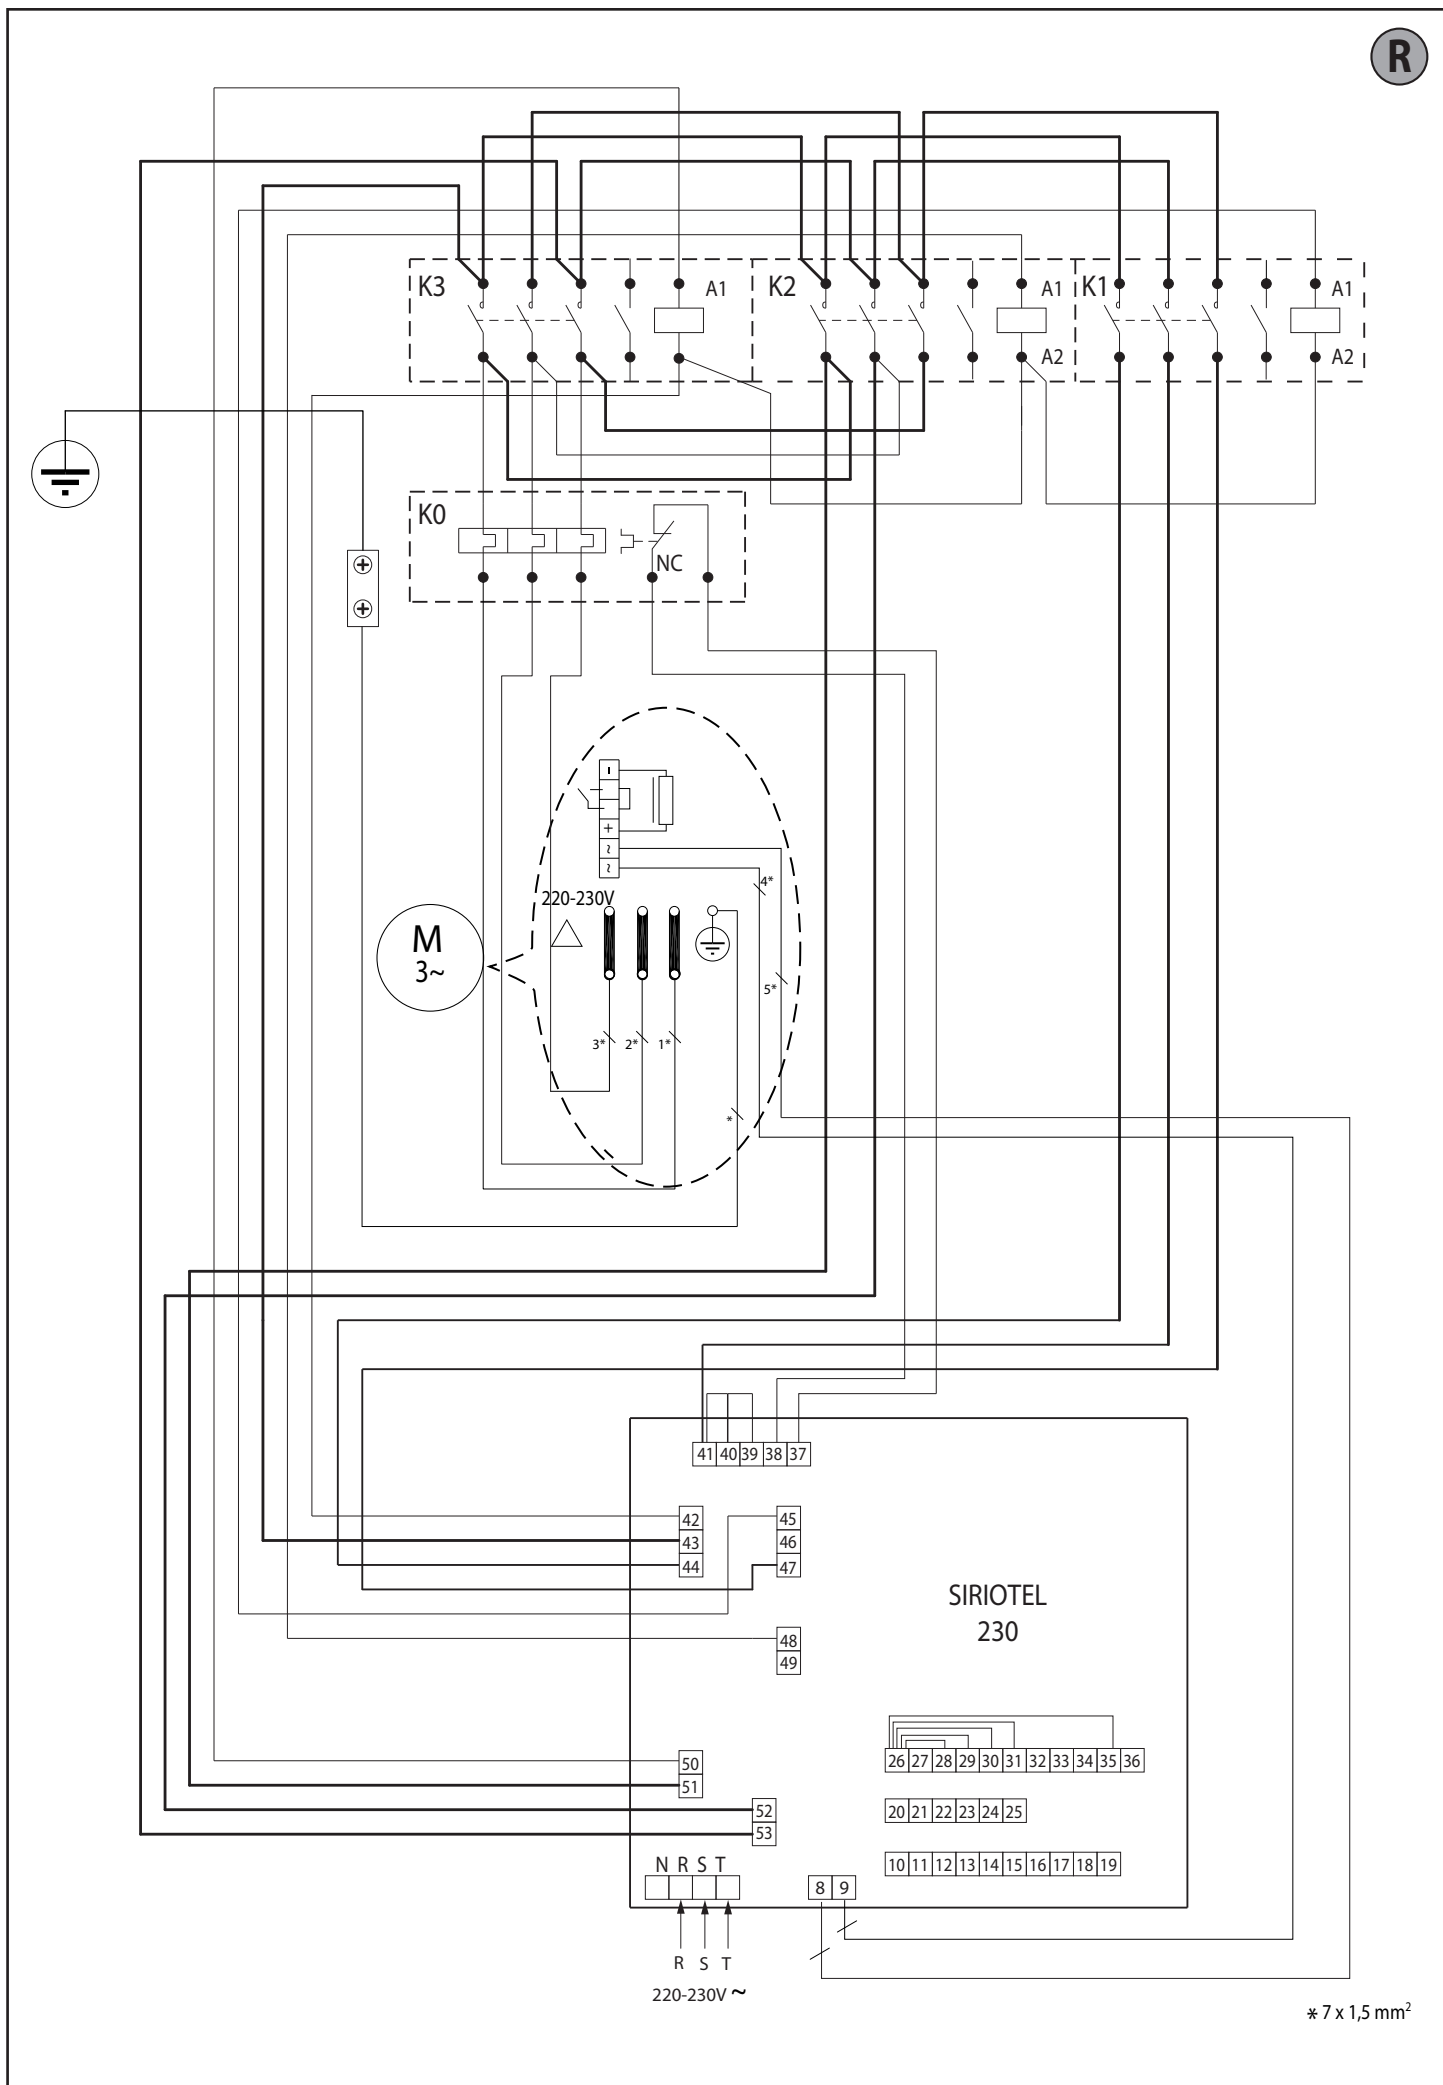 R
K3 A1 K2 A1 K1 A1
A2 A2
K0
NC
−
+
~
~
4*
220-230V
M
3~
5*
3* 2* 1*
*
41 40 39 38 37
42 45
43 46
44 47
SIRIOTEL
230
48
49
50
51
26 27 28 29 30 31 32 33 34 35 36
52
53
20 21 22 23 24 25
10 11 12 13 14 15 16 17 18 19
N R S T
8 9
R S T
220-230V ~
* 7 x 1,5 mm²